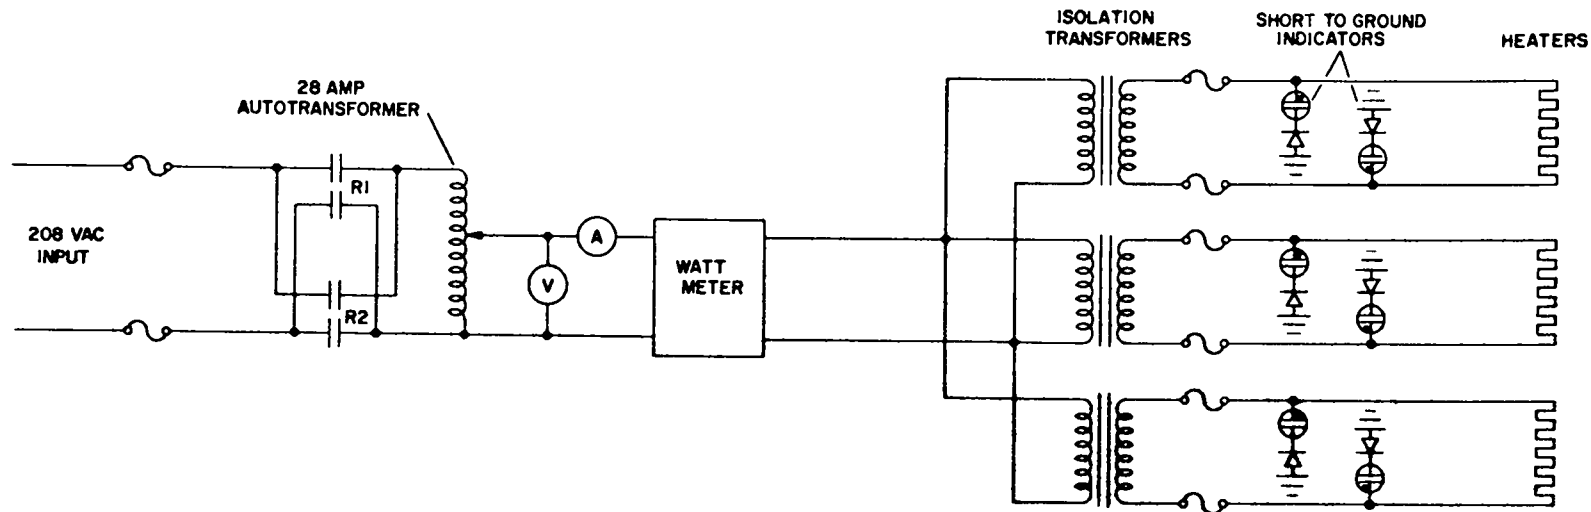 ISOLATION
TRANSFORMERS
SHORT TO GROUND
INDICATORS
HEATERS
28 AMP
AUTOTRANSFORMER
R1
208 VAC
INPUT
A
V
WATT
METER
R2